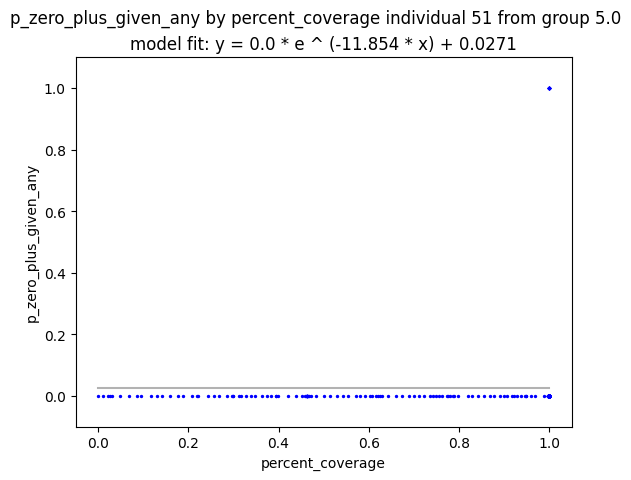 p_zero_plus_given_any by percent_coverage individual 51 from group 5.0
model fit: y = 0.0 * e ^ (-11.854 * x) + 0.0271
1.0
0.8
0.6
0.4
0.2
0.0
p_zero_plus_given_any
0.0 0.2 0.4 0.6 0.8 1.0
percent_coverage